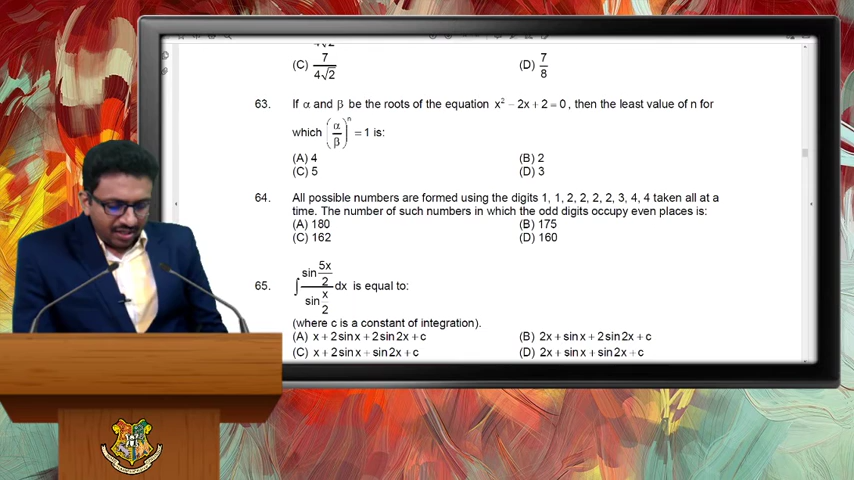 4√2
(C) 7/(4√2) (D) 7/8
63. If α and β be the roots of the equation x² − 2x + 2 = 0, then the least value of n for
which (α/β)ⁿ = 1 is:
(A) 4 (B) 2
(C) 5 (D) 3
64. All possible numbers are formed using the digits 1, 1, 2, 2, 2, 2, 3, 4, 4 taken all at a
time. The number of such numbers in which the odd digits occupy even places is:
(A) 180 (B) 175
(C) 162 (D) 160
65. ∫ (sin 5x/2)/(sin x/2) dx is equal to:
(where c is a constant of integration).
(A) x + 2sinx + 2sin2x + c (B) 2x + sinx + 2sin2x + c
(C) x + 2sinx + sin2x + c (D) 2x + sinx + sin2x + c